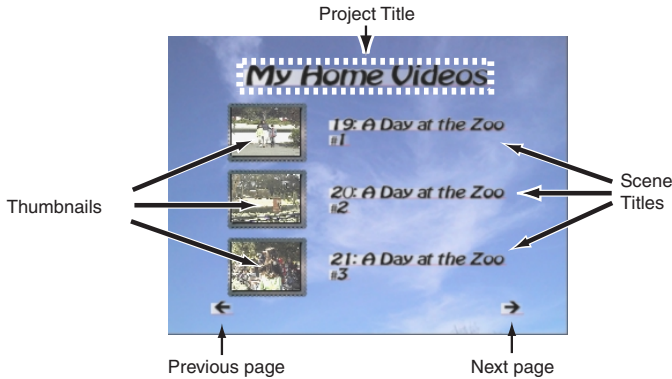 Project Title
My Home Videos
19: A Day at the Zoo
#1
Thumbnails
20: A Day at the Zoo
#2
Scene
Titles
21: A Day at the Zoo
#3
Previous page
Next page